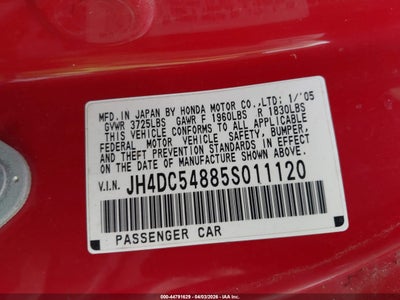 MFD. IN JAPAN BY HONDA MOTOR CO.,LTD; 1/'05
GVWR 3725LBS GAWR F 1960LBS R 1830LBS
THIS VEHICLE CONFORMS TO ALL APPLICABLE
FEDERAL MOTOR VEHICLE SAFETY, BUMPER,
AND THEFT PREVENTION STANDARDS IN EFFECT
ON THE DATE OF MANUFACTURE SHOWN ABOVE.
V.I.N. JH4DC54885S011120
PASSENGER CAR
000-44791629 - 04/03/2026 - IAA Inc.